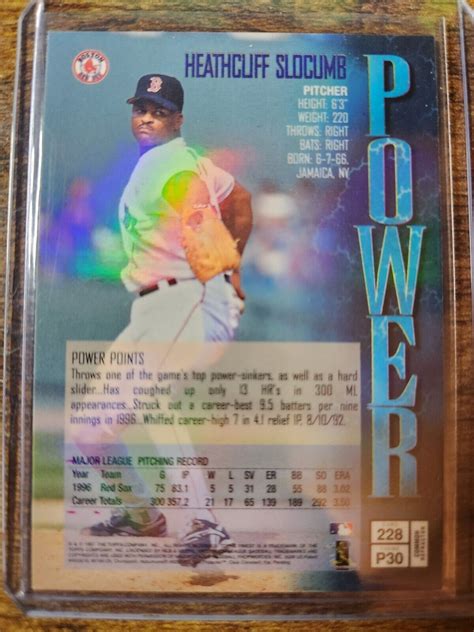 BOSTON
RED SOX
B
HEATHCLIFF SLOCUMB
PITCHER
HEIGHT: 6'3"
WEIGHT: 220
THROWS: RIGHT
BATS: RIGHT
BORN: 6-7-66,
JAMAICA, NY
POWER
POWER POINTS
Throws one of the game's top power-sinkers, as well as a hard
slider...Has coughed up only 13 HR's in 300 ML
appearances...Struck out a career-best 9.5 batters per nine
innings in 1996...Whiffed career-high 7 in 4.1 relief IP, 8/10/92.
MAJOR LEAGUE PITCHING RECORD
Year Team G IP W L SV ER BB SO ERA
1996 Red Sox 75 83.1 5 5 31 28 55 88 3.02
Career Totals 300 357.2 21 17 65 139 189 292 3.50
228
P30
COMMON
REFRACTOR